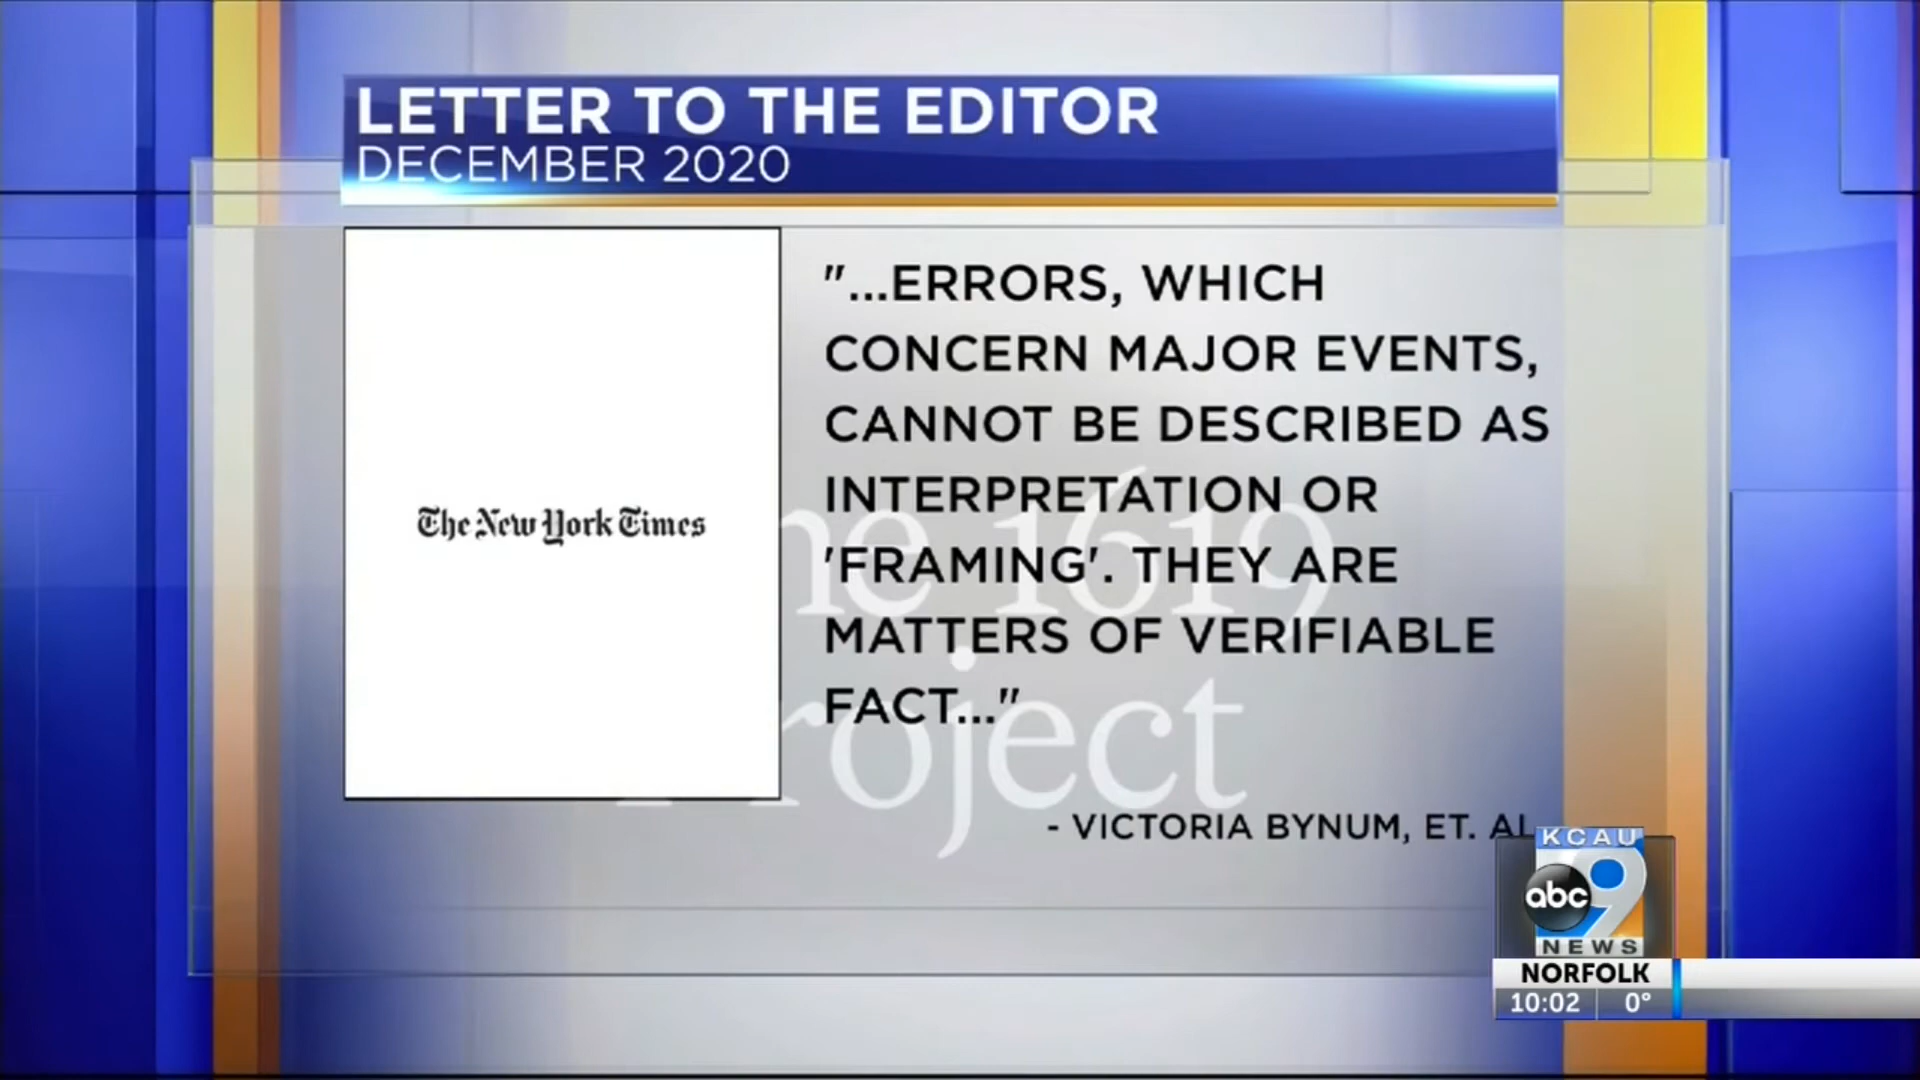 LETTER TO THE EDITOR
DECEMBER 2020
The New York Times
"...ERRORS, WHICH
CONCERN MAJOR EVENTS,
CANNOT BE DESCRIBED AS
INTERPRETATION OR
'FRAMING'. THEY ARE
MATTERS OF VERIFIABLE
FACT..."
- VICTORIA BYNUM, ET. AL
1619
Project
KCAU
abc 9
NEWS
NORFOLK
10:02 0°